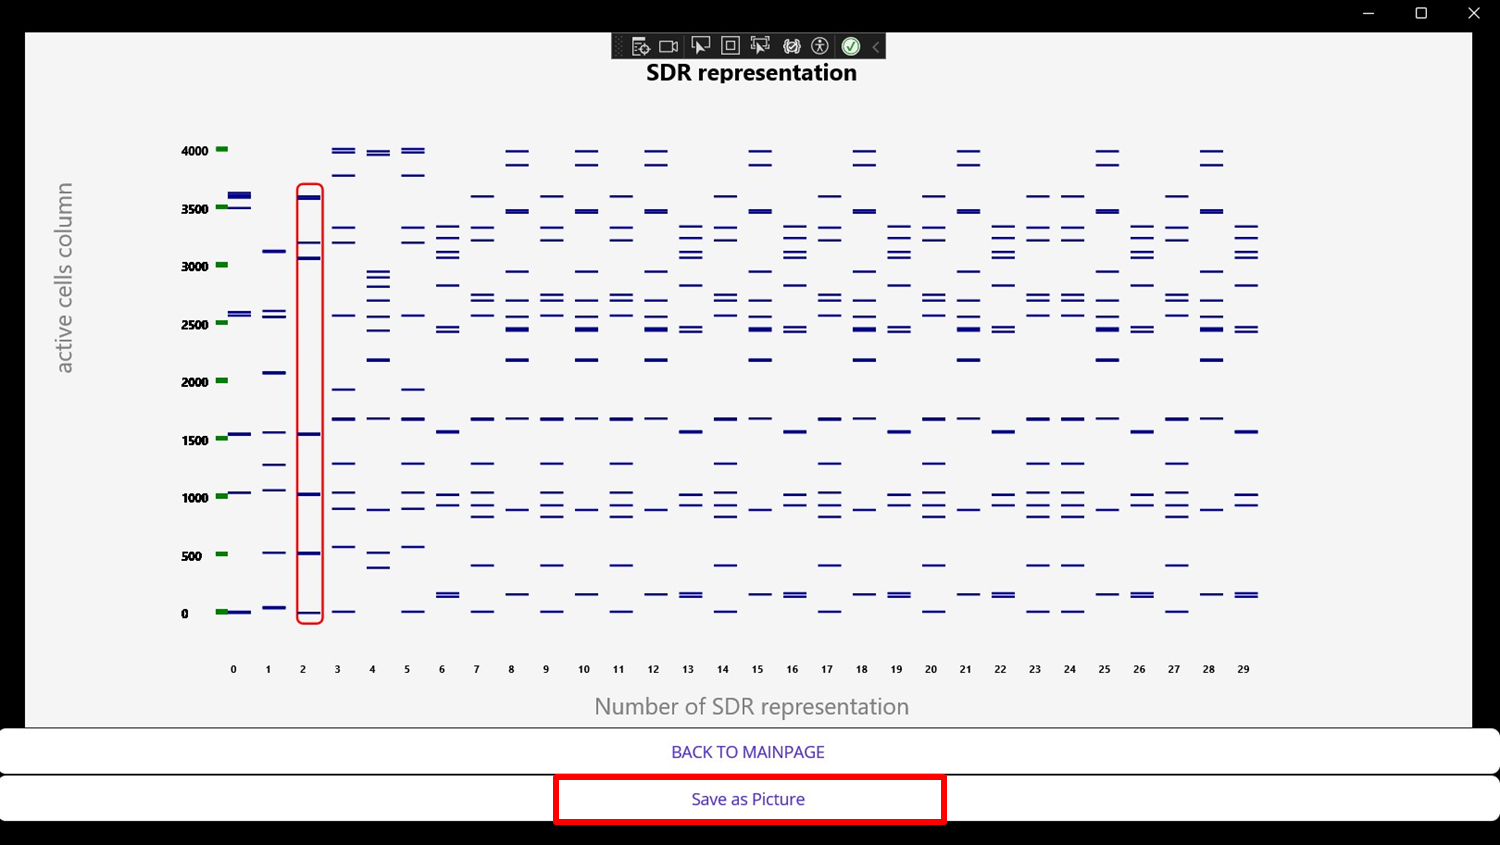 SDR representation
active cells column
4000
3500
3000
2500
2000
1500
1000
500
0
0 1 2 3 4 5 6 7 8 9 10 11 12 13 14 15 16 17 18 19 20 21 22 23 24 25 26 27 28 29
Number of SDR representation
BACK TO MAINPAGE
Save as Picture